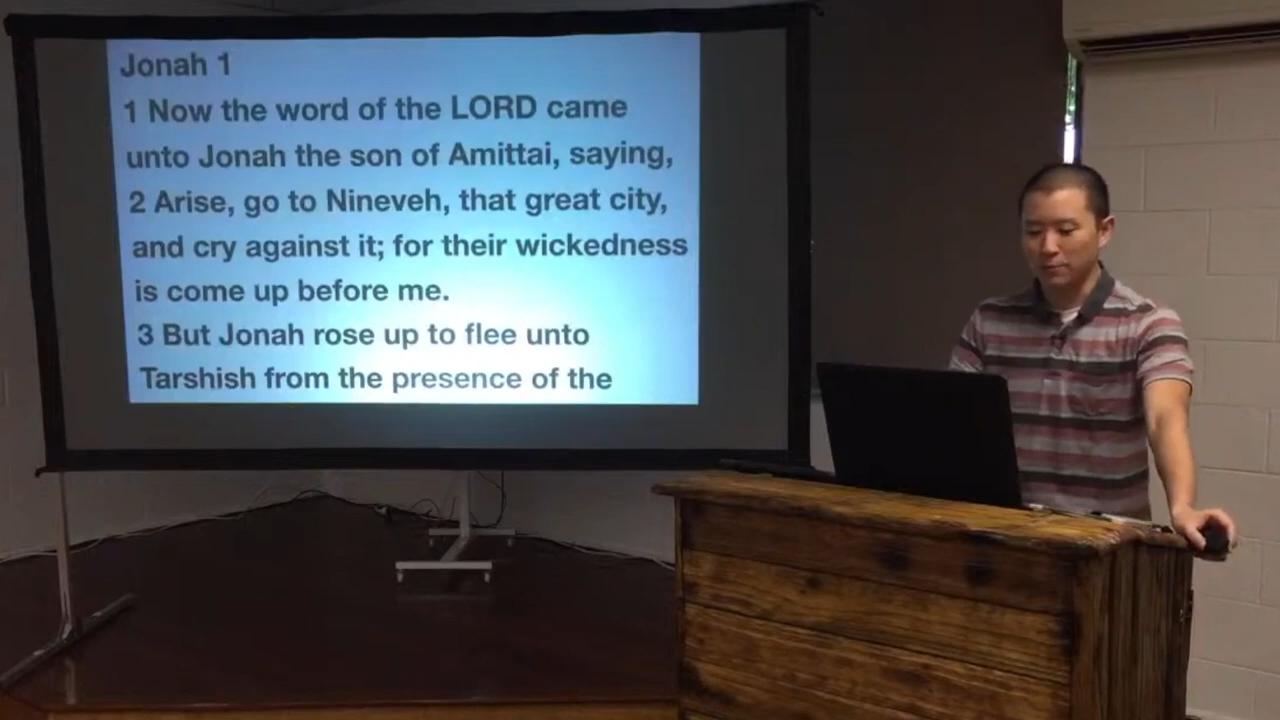 Jonah 1
1 Now the word of the LORD came
unto Jonah the son of Amittai, saying,
2 Arise, go to Nineveh, that great city,
and cry against it; for their wickedness
is come up before me.
3 But Jonah rose up to flee unto
Tarshish from the presence of the